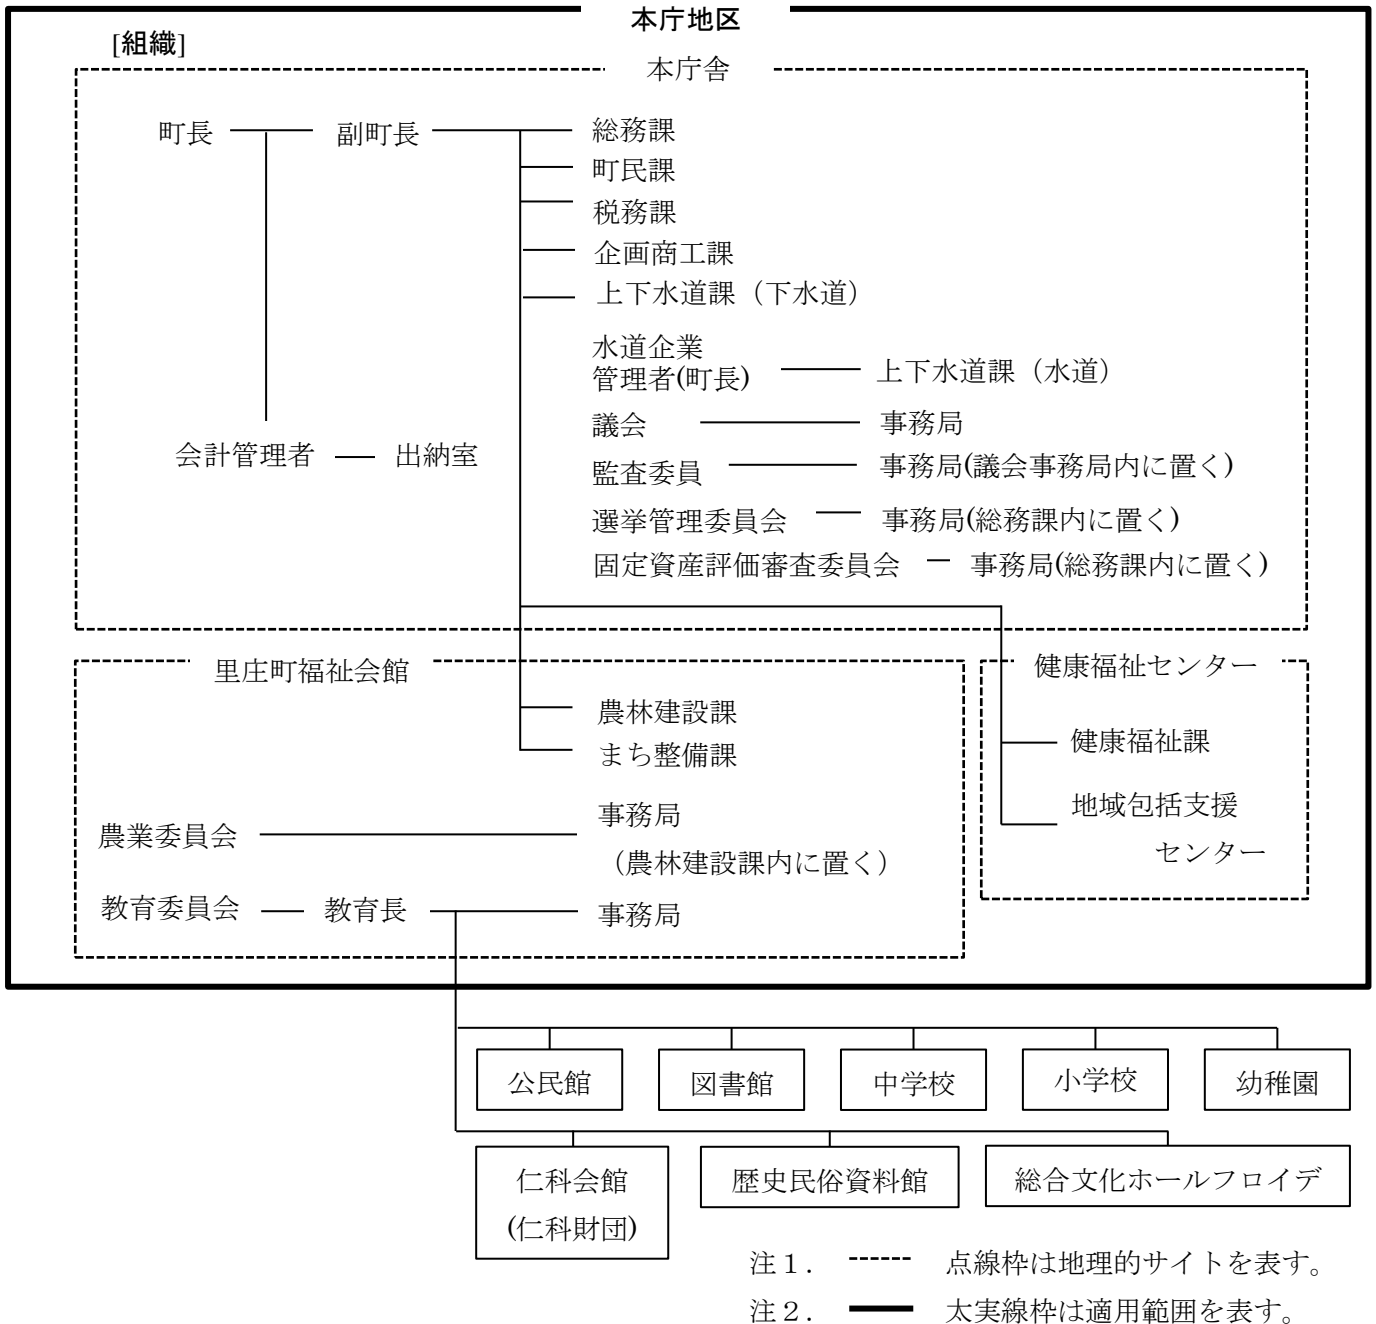 本庁地区
[組織]
本庁舎
町長 副町長 総務課
町民課
税務課
企画商工課
上下水道課（下水道）
水道企業
管理者(町長) 上下水道課（水道）
議会 事務局
会計管理者 出納室
監査委員 事務局(議会事務局内に置く)
選挙管理委員会 事務局(総務課内に置く)
固定資産評価審査委員会 事務局(総務課内に置く)
里庄町福祉会館 健康福祉センター
農林建設課
まち整備課
健康福祉課
地域包括支援
センター
農業委員会 事務局
（農林建設課内に置く）
教育委員会 教育長 事務局
公民館 図書館 中学校 小学校 幼稚園
仁科会館
(仁科財団)
歴史民俗資料館 総合文化ホールフロイデ
注１． 点線枠は地理的サイトを表す。
注２． 太実線枠は適用範囲を表す。